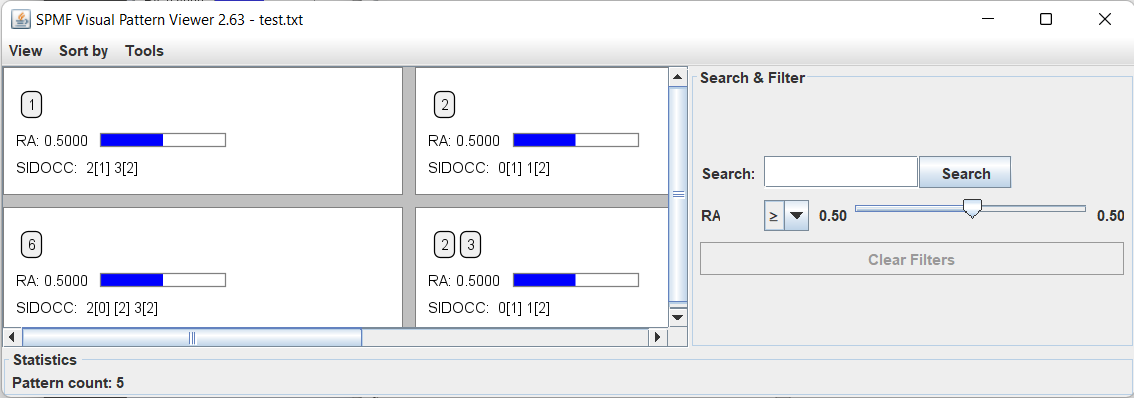 SPMF Visual Pattern Viewer 2.63 - test.txt
View Sort by Tools
1
RA: 0.5000
SIDOCC: 2[1] 3[2]
2
RA: 0.5000
SIDOCC: 0[1] 1[2]
6
RA: 0.5000
SIDOCC: 2[0] [2] 3[2]
2 3
RA: 0.5000
SIDOCC: 0[1] 1[2]
Search & Filter
Search: Search
RA ≥ 0.50 0.50
Clear Filters
Statistics
Pattern count: 5